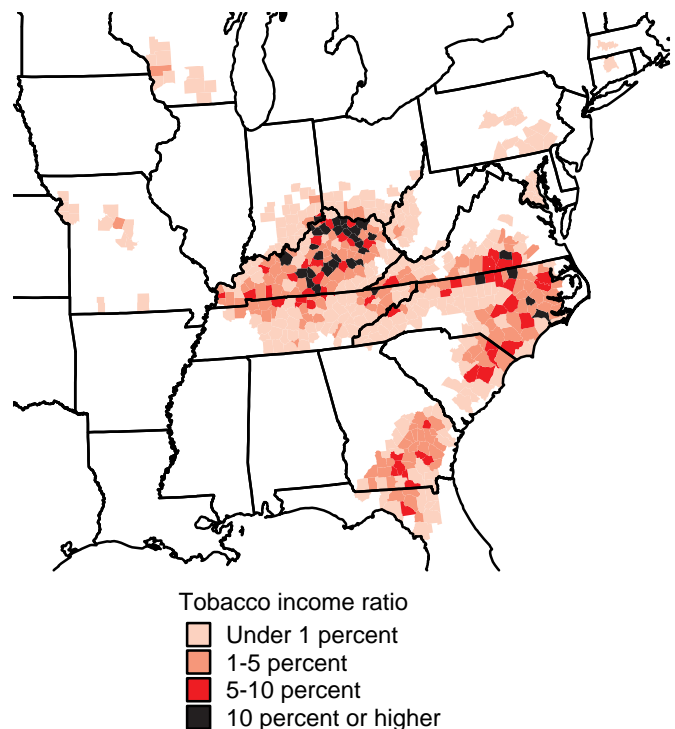 Tobacco income ratio
Under 1 percent
1-5 percent
5-10 percent
10 percent or higher